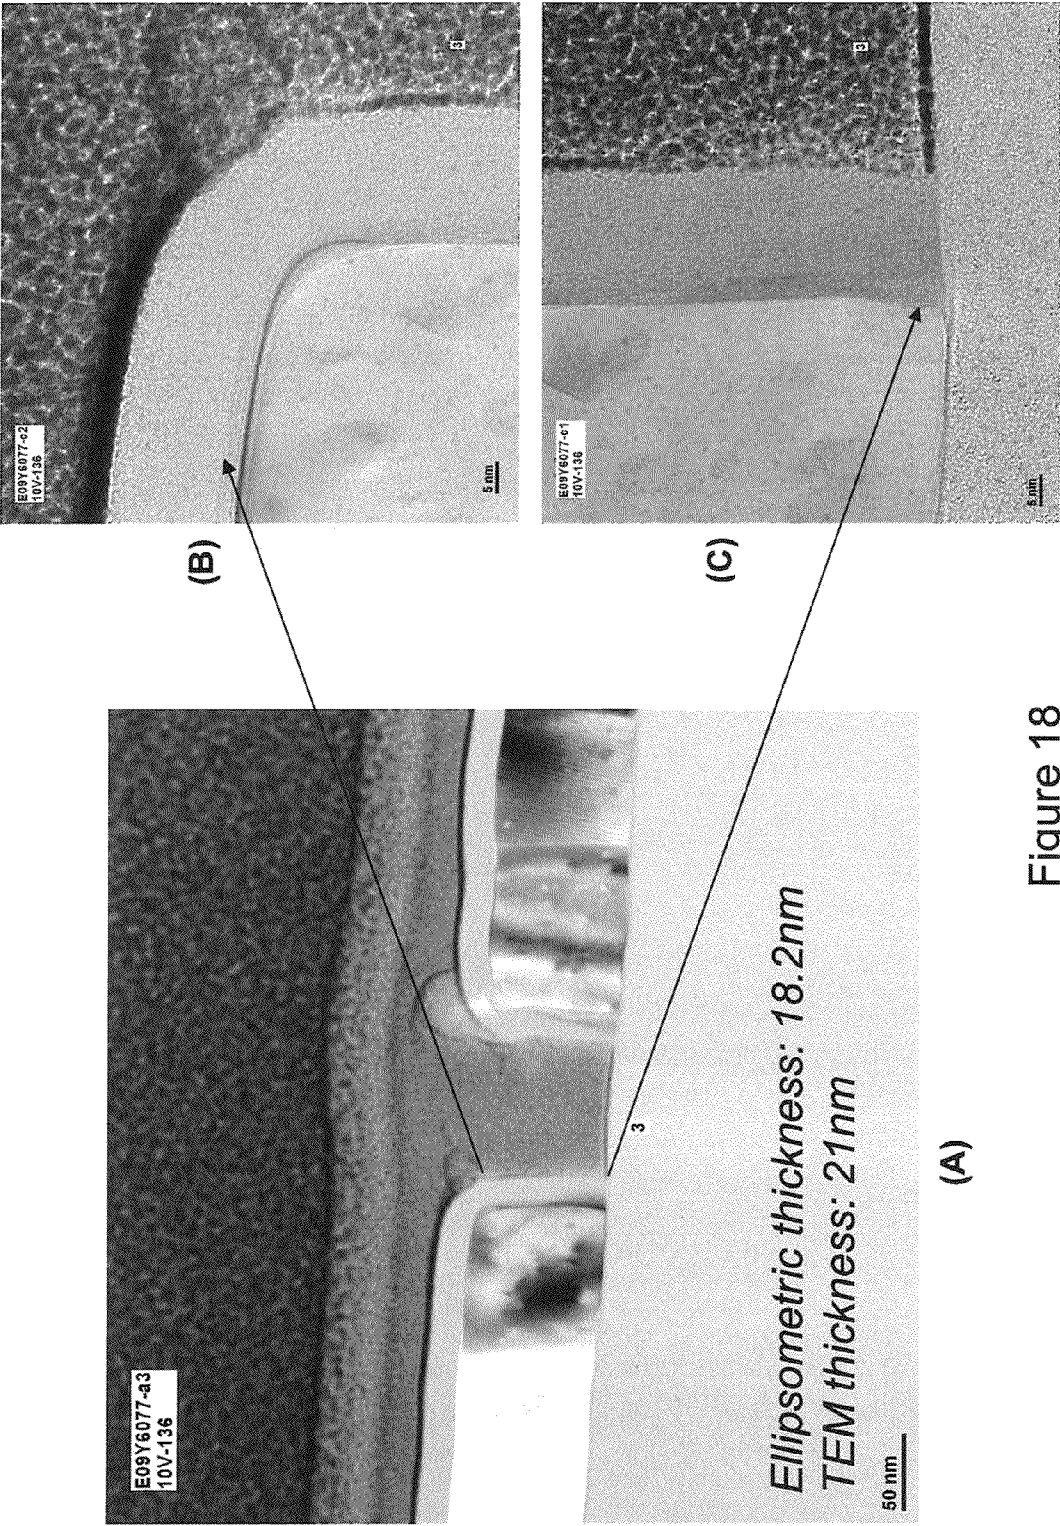 E09Y6077-a3
10V-136
3
Ellipsometric thickness: 18.2nm
TEM thickness: 21nm
50 nm
(A)
E09Y6077-c2
10V-136
3
5 nm
(B)
E09Y6077-c1
10V-136
3
5 nm
(C)
Figure 18